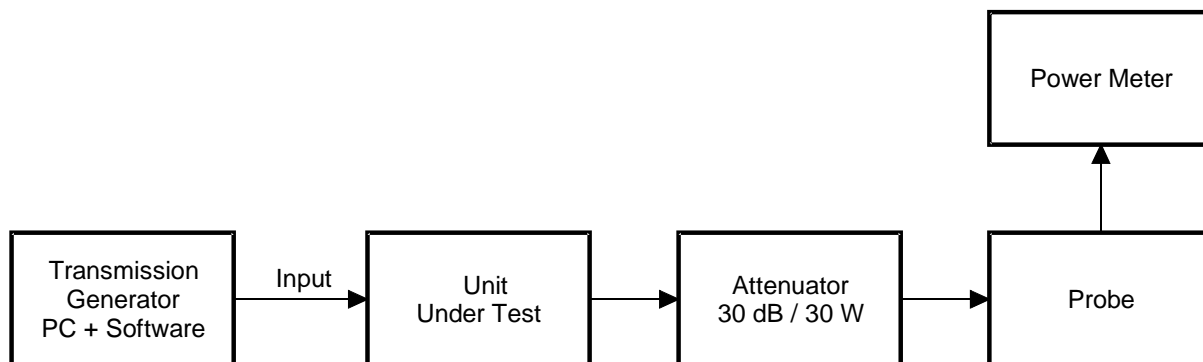 Power Meter
Transmission
Generator
PC + Software
Input
Unit
Under Test
Attenuator
30 dB / 30 W
Probe